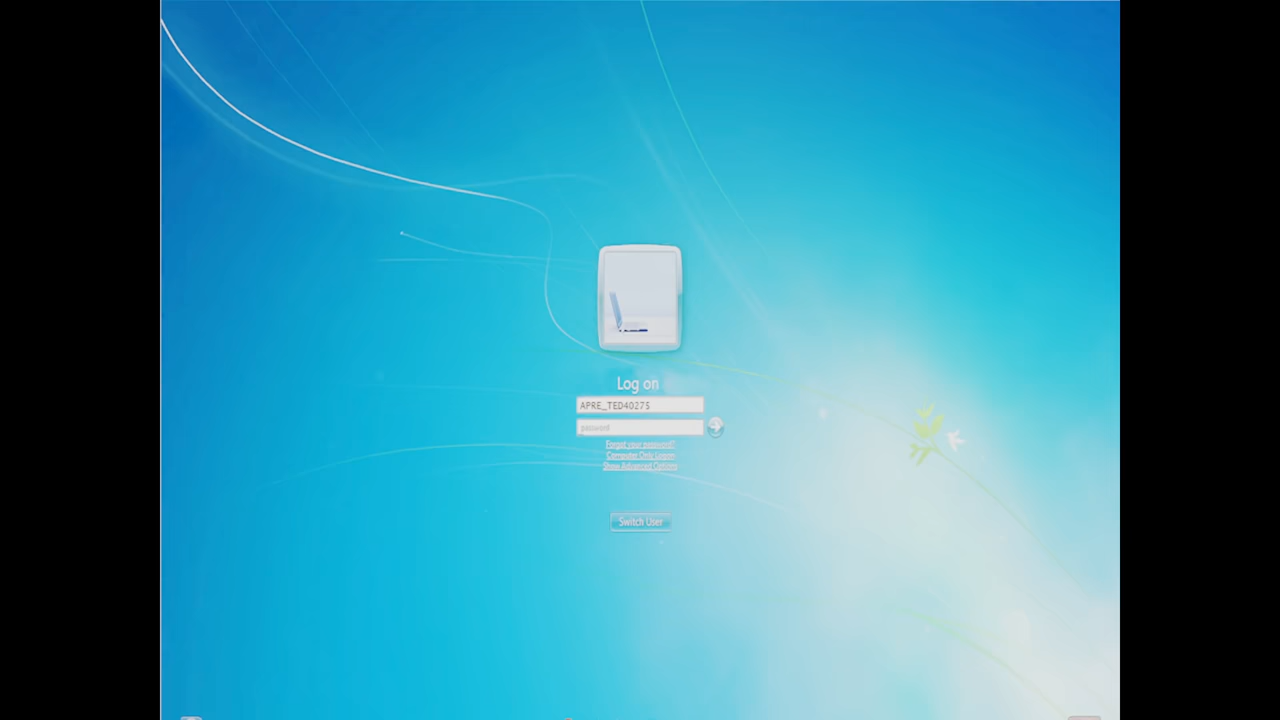 Log on
APRE_TED40275
password
Forgot your password?
Computer Only Logon
Show Advanced Options
Switch User